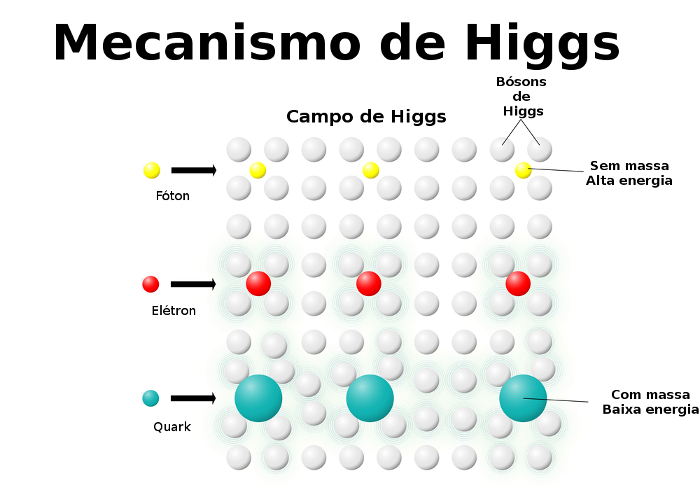 Mecanismo de Higgs
Bósons
de
Higgs
Campo de Higgs
Sem massa
Alta energia
Fóton
Elétron
Com massa
Baixa energia
Quark